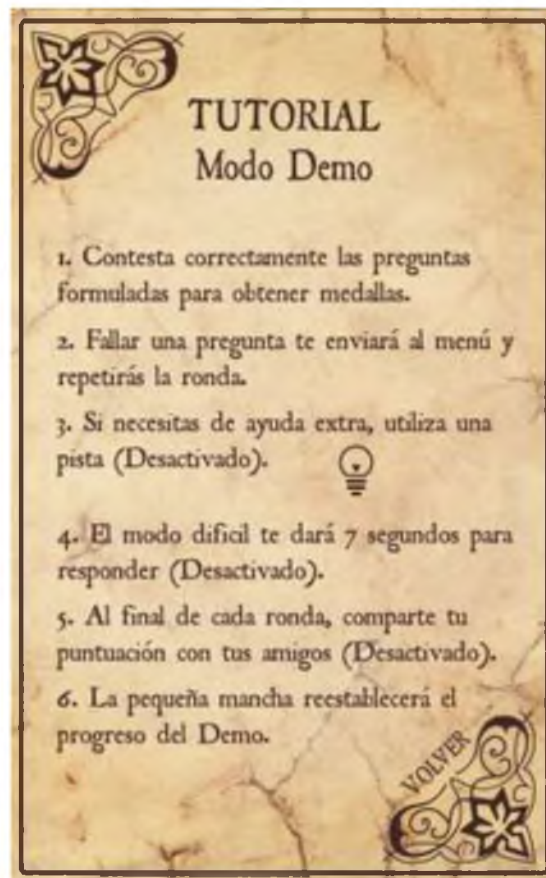 TUTORIAL
Modo Demo
1. Contesta correctamente las preguntas
formuladas para obtener medallas.
2. Fallar una pregunta te enviará al menú y
repetirás la ronda.
3. Si necesitas de ayuda extra, utiliza una
pista (Desactivado).
4. El modo dificil te dará 7 segundos para
responder (Desactivado).
5. Al final de cada ronda, comparte tu
puntuación con tus amigos (Desactivado).
6. La pequeña mancha reestablecerá el
progreso del Demo.
VOLVER